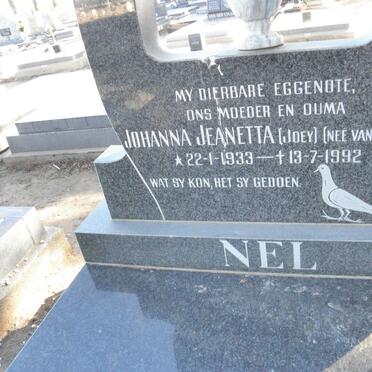 MY DIERBARE EGGENOTE,
ONS MOEDER EN OUMA
JOHANNA JEANETTA (JOEY) (NEÉ VAN
★22-1-1933—✝13-7-1992
WAT SY KON, HET SY GEDOEN.
NEL